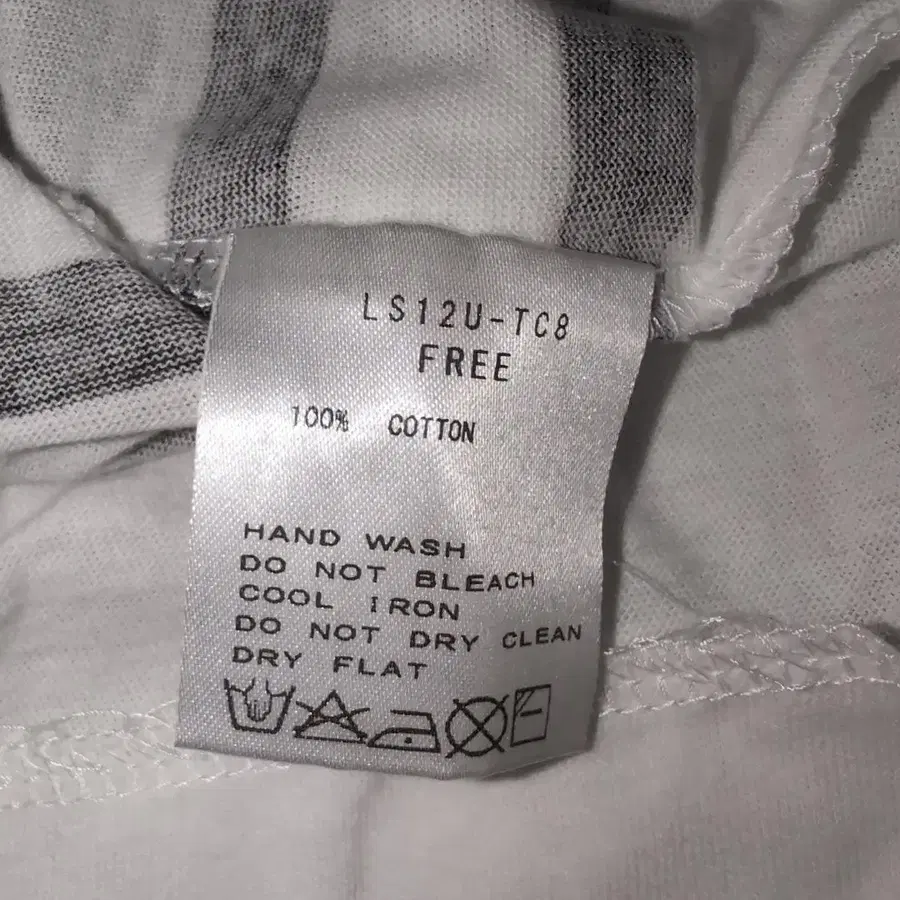 LS12U-TC8
FREE
100% COTTON
HAND WASH
DO NOT BLEACH
COOL IRON
DO NOT DRY CLEAN
DRY FLAT